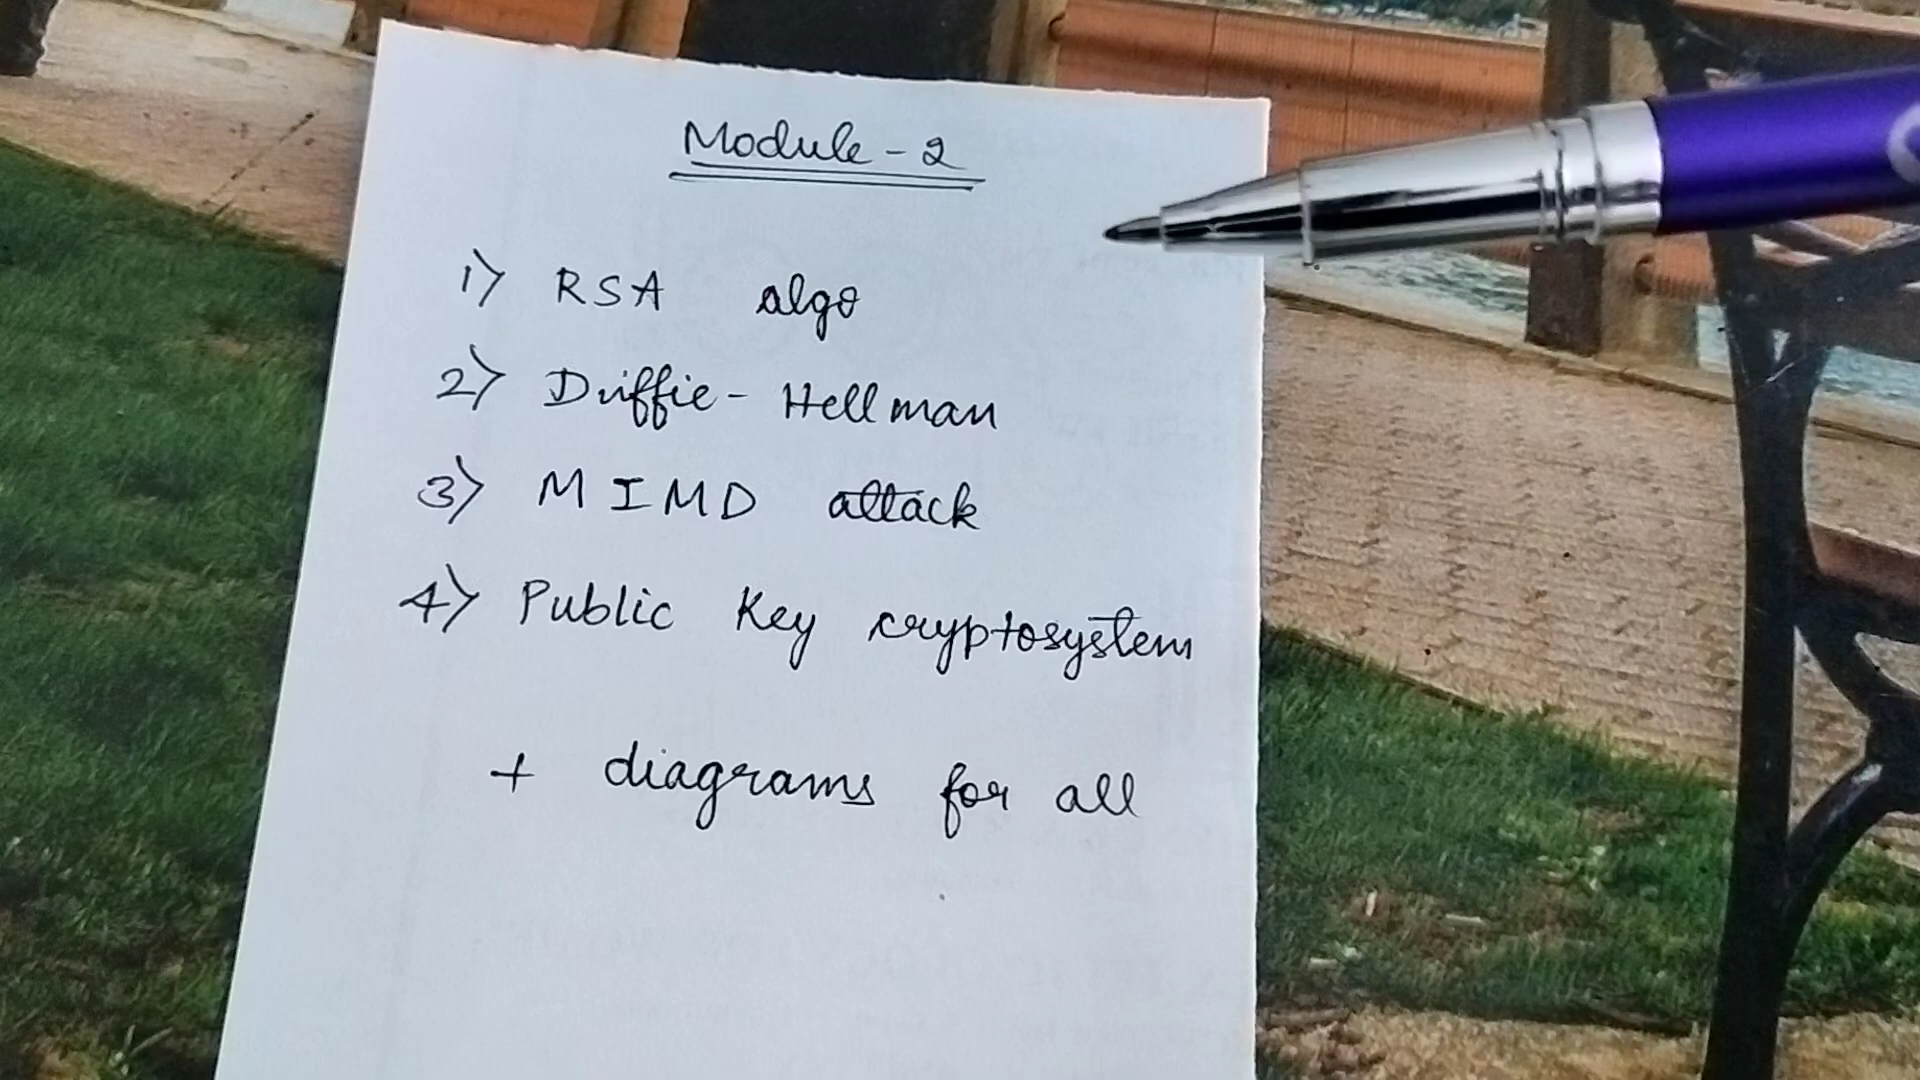 Module - 2
1) RSA algo
2) Diffie - Hellman
3) MIMD attack
4) Public Key cryptosystem
+ diagrams for all